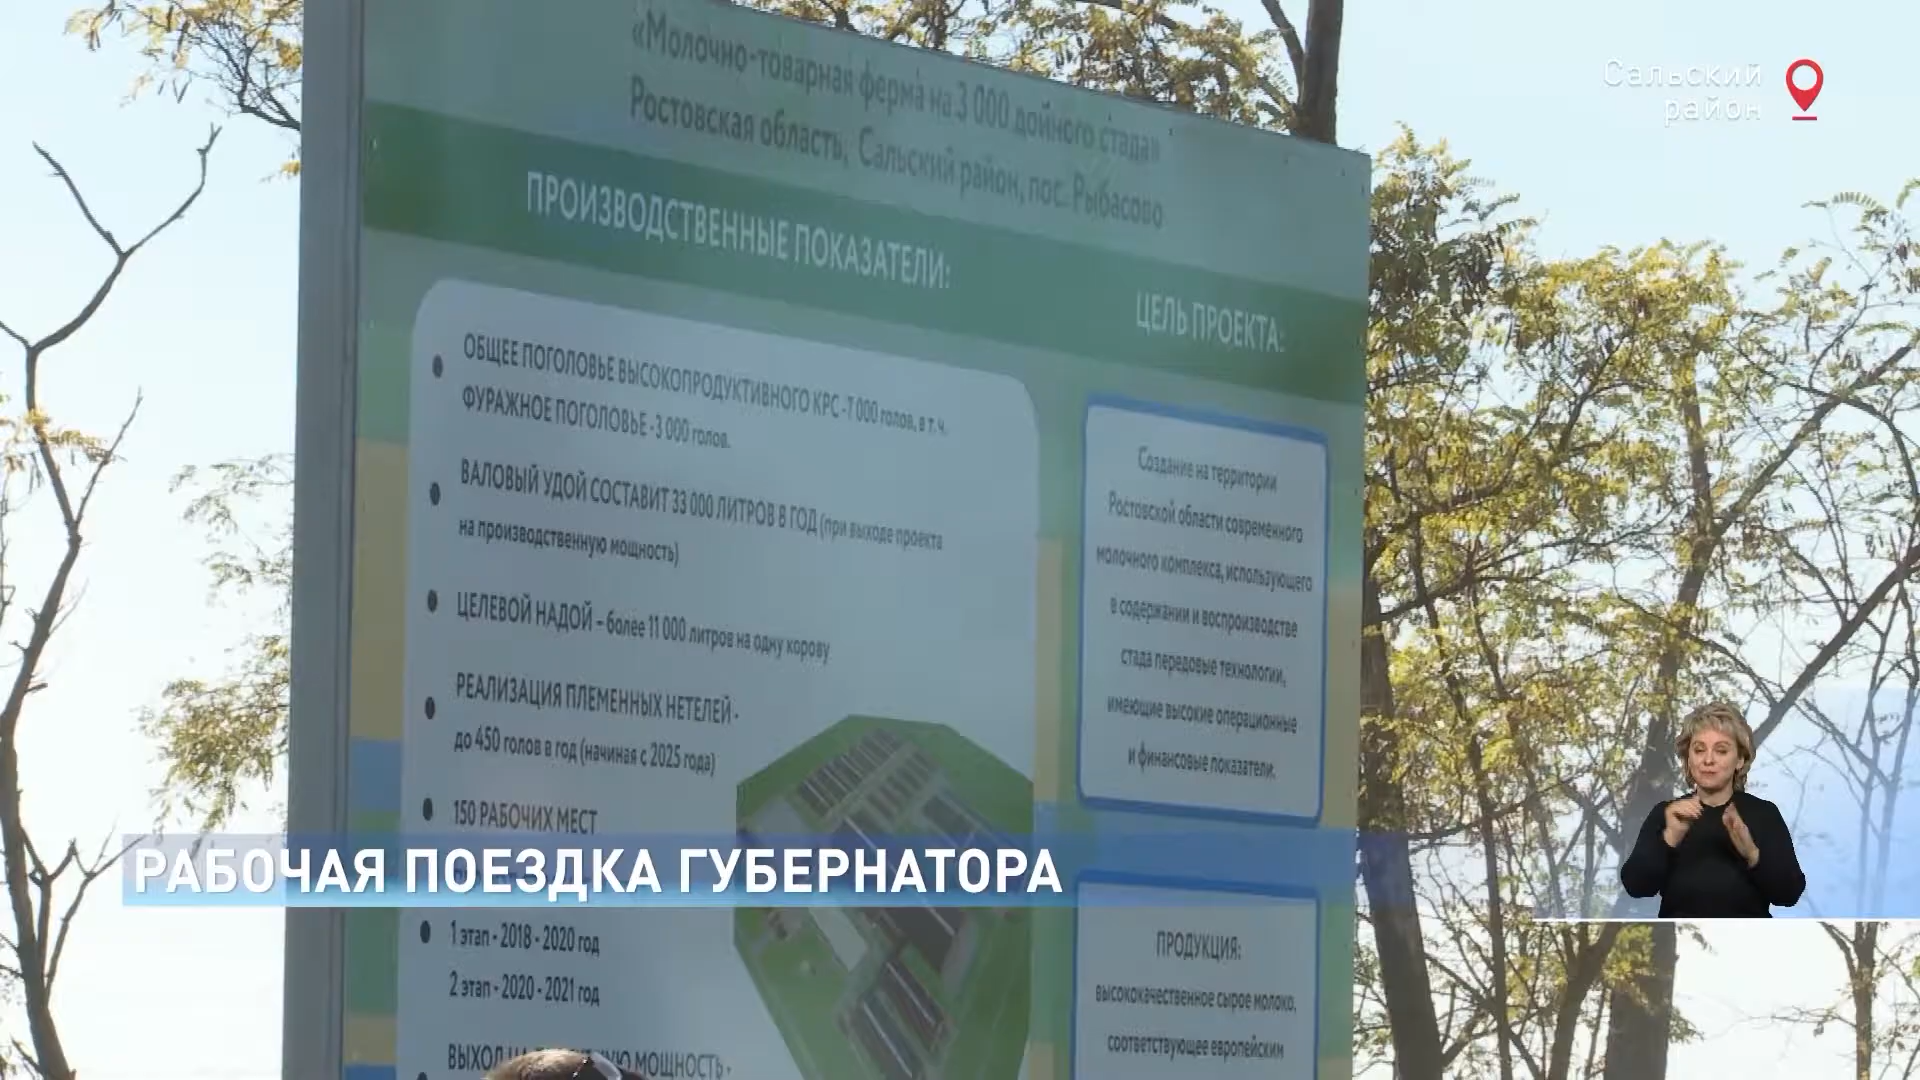 Сальский
район
«Молочно-товарная ферма на 3 000 дойного стада»
Ростовская область, Сальский район, пос. Рыбасово
ПРОИЗВОДСТВЕННЫЕ ПОКАЗАТЕЛИ:
ОБЩЕЕ ПОГОЛОВЬЕ ВЫСОКОПРОДУКТИВНОГО КРС -7 000 голов, в т. ч.
ФУРАЖНОЕ ПОГОЛОВЬЕ - 3 000 голов.
ВАЛОВЫЙ УДОЙ СОСТАВИТ 33 000 ЛИТРОВ В ГОД (при выходе проекта
на производственную мощность)
ЦЕЛЕВОЙ НАДОЙ – более 11 000 литров на одну корову
РЕАЛИЗАЦИЯ ПЛЕМЕННЫХ НЕТЕЛЕЙ -
до 450 голов в год (начиная с 2025 года)
150 РАБОЧИХ МЕСТ
1 этап - 2018 - 2020 год
2 этап - 2020 - 2021 год
ВЫХОД МОЩНОСТЬ -
ЦЕЛЬ ПРОЕКТА:
Создание на территории
Ростовской области современного
молочного комплекса, использующего
в содержании и воспроизводстве
стада передовые технологии,
имеющие высокие операционные
и финансовые показатели.
ПРОДУКЦИЯ:
высококачественное сырое молоко,
соответствующее европейским
РАБОЧАЯ ПОЕЗДКА ГУБЕРНАТОРА